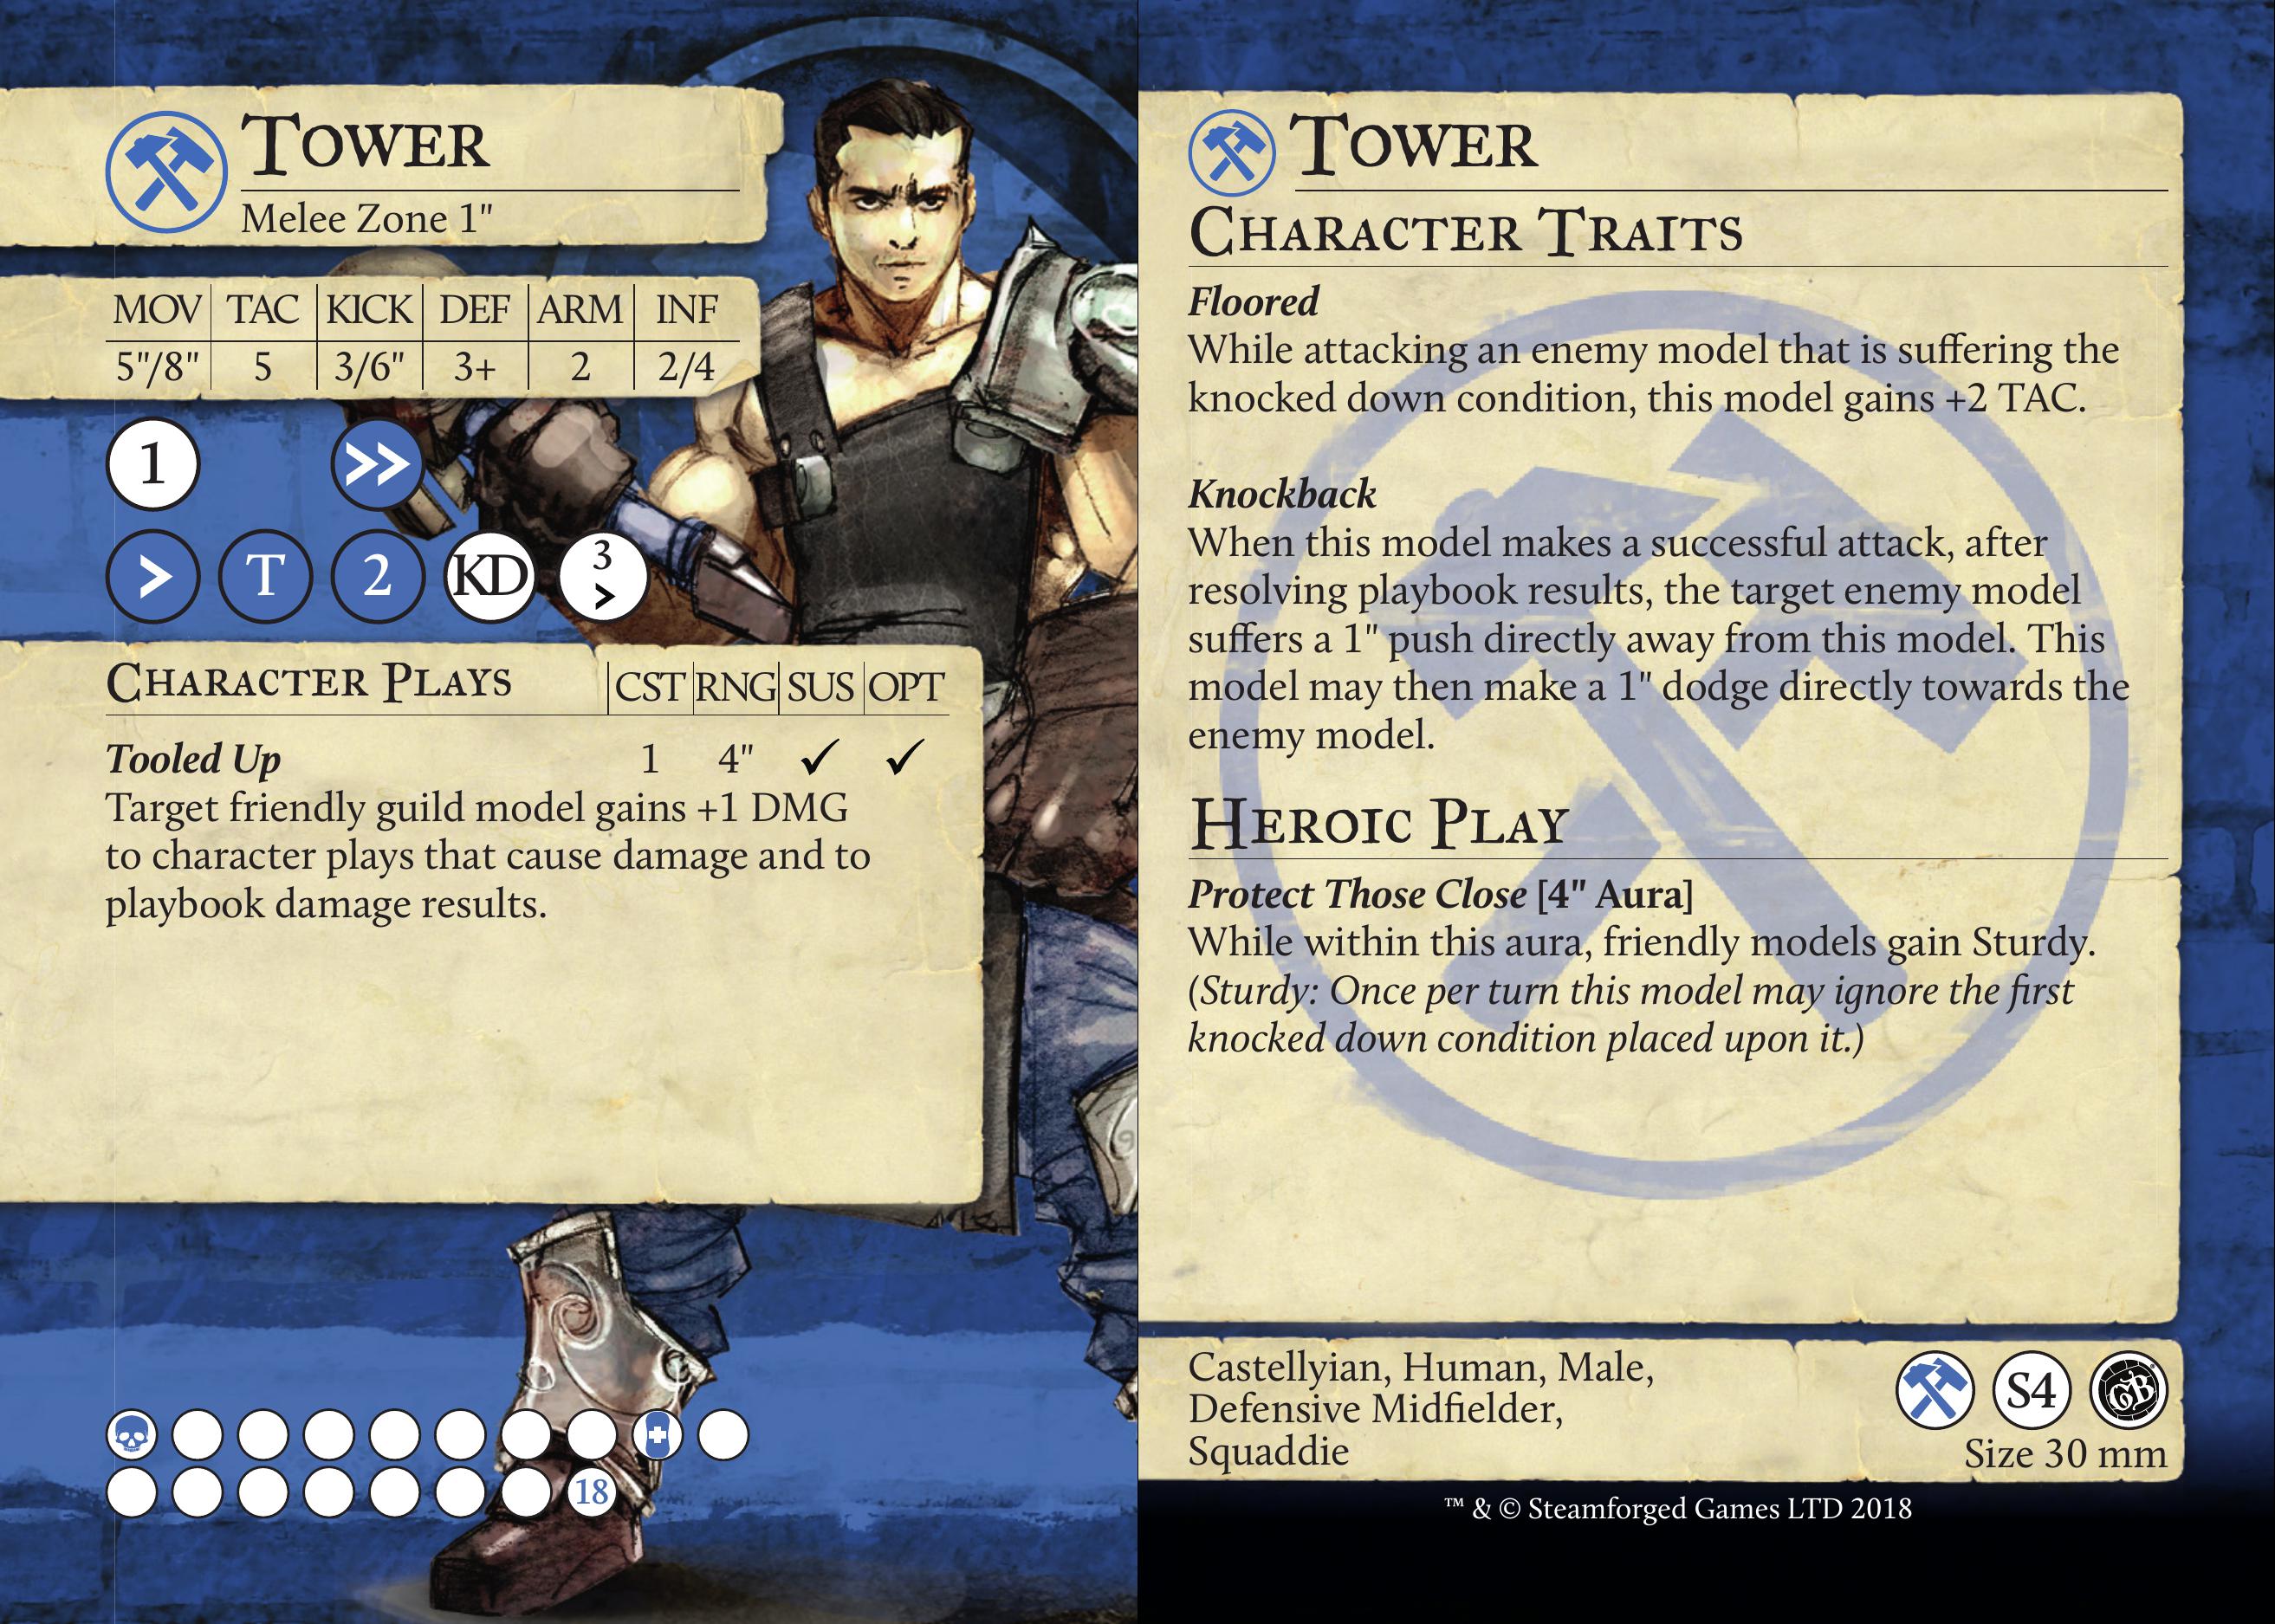 TOWER
Melee Zone 1"
MOV TAC KICK DEF ARM INF
5"/8" 5 3/6" 3+ 2 2/4
1 >>
> T 2 KD 3 >
CHARACTER PLAYS CST RNG SUS OPT
Tooled Up 1 4" ✓ ✓
Target friendly guild model gains +1 DMG
to character plays that cause damage and to
playbook damage results.
18
TOWER
CHARACTER TRAITS
Floored
While attacking an enemy model that is suffering the
knocked down condition, this model gains +2 TAC.
Knockback
When this model makes a successful attack, after
resolving playbook results, the target enemy model
suffers a 1" push directly away from this model. This
model may then make a 1" dodge directly towards the
enemy model.
HEROIC PLAY
Protect Those Close [4" Aura]
While within this aura, friendly models gain Sturdy.
(Sturdy: Once per turn this model may ignore the first
knocked down condition placed upon it.)
Castellyian, Human, Male,
Defensive Midfielder,
Squaddie
S4 GB
Size 30 mm
™ & © Steamforged Games LTD 2018